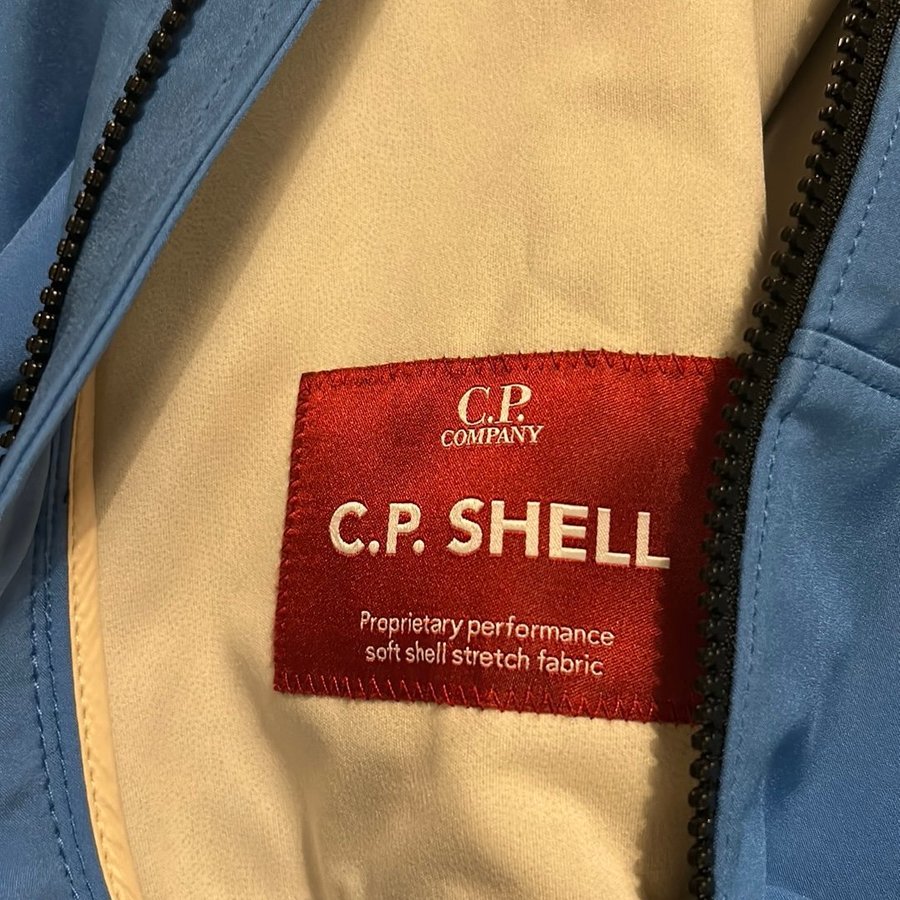 C.P.
COMPANY
C.P. SHELL
Proprietary performance
soft shell stretch fabric